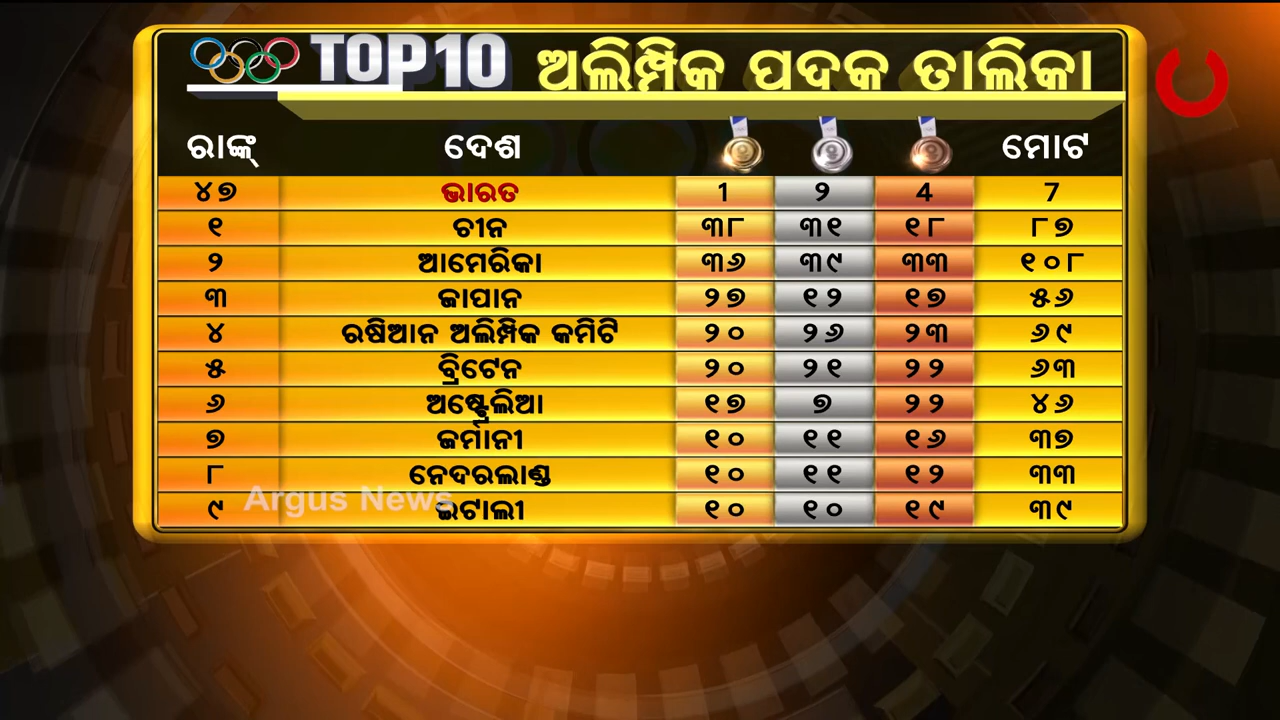 TOP10 ଅଲିମ୍ପିକ ପଦକ ତାଲିକା
ରାଙ୍କ୍ ଦେଶ ମୋଟ
୪୭ ଭାରତ 1 ୨ 4 7
୧ ଚୀନ ୩୮ ୩୧ ୧୮ ୮୭
୨ ଆମେରିକା ୩୬ ୩୯ ୩୩ ୧୦୮
୩ ଜାପାନ ୨୭ ୧୨ ୧୭ ୫୬
୪ ଋଷିଆନ ଅଲିମ୍ପିକ କମିଟି ୨୦ ୨୬ ୨୩ ୬୯
୫ ବ୍ରିଟେନ ୨୦ ୨୧ ୨୨ ୬୩
୬ ଅଷ୍ଟ୍ରେଲିଆ ୧୭ ୭ ୨୨ ୪୬
୭ ଜର୍ମାନୀ ୧୦ ୧୧ ୧୬ ୩୭
୮ ନେଦରଲାଣ୍ଡ ୧୦ ୧୧ ୧୨ ୩୩
୯ ଇଟାଲୀ ୧୦ ୧୦ ୧୯ ୩୯
Argus News